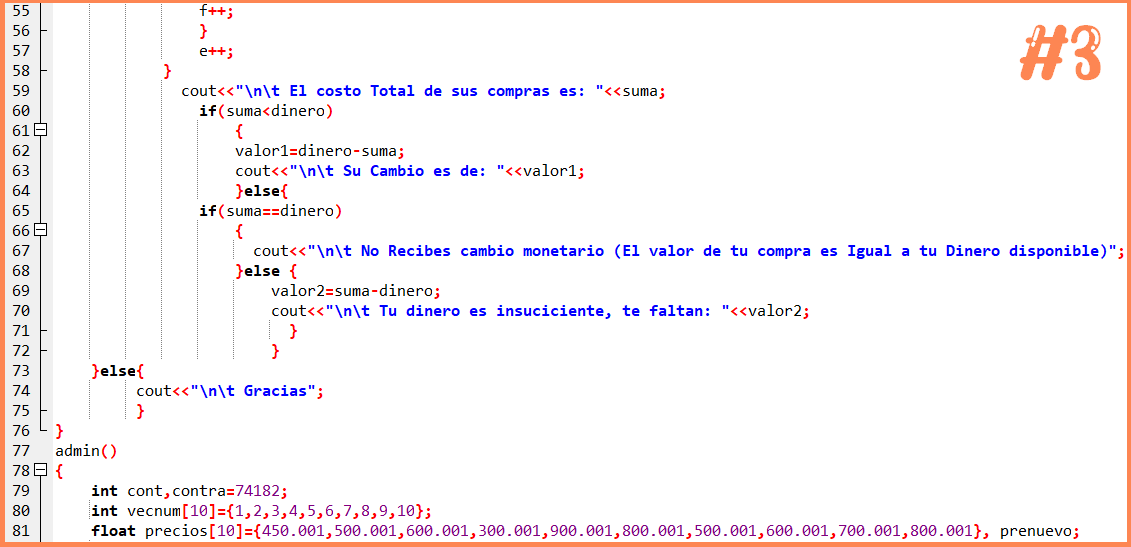 #3
55 f++;
56 }
57 e++;
58 }
59 cout<<"\n\t El costo Total de sus compras es: "<<suma;
60 if(suma<dinero)
61 {
62 valor1=dinero-suma;
63 cout<<"\n\t Su Cambio es de: "<<valor1;
64 }else{
65 if(suma==dinero)
66 {
67 cout<<"\n\t No Recibes cambio monetario (El valor de tu compra es Igual a tu Dinero disponible)";
68 }else {
69 valor2=suma-dinero;
70 cout<<"\n\t Tu dinero es insuciciente, te faltan: "<<valor2;
71 }
72 }
73 }else{
74 cout<<"\n\t Gracias";
75 }
76 }
77 admin()
78 {
79 int cont,contra=74182;
80 int vecnum[10]={1,2,3,4,5,6,7,8,9,10};
81 float precios[10]={450.001,500.001,600.001,300.001,900.001,800.001,500.001,600.001,700.001,800.001}, prenuevo;